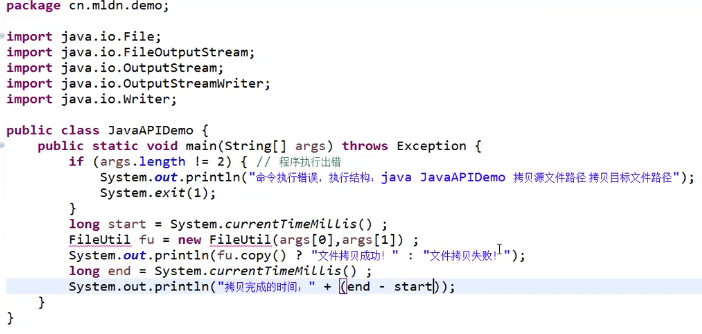 package cn.mldn.demo;
import java.io.File;
import java.io.FileOutputStream;
import java.io.OutputStream;
import java.io.OutputStreamWriter;
import java.io.Writer;
public class JavaAPIDemo {
public static void main(String[] args) throws Exception {
if (args.length != 2) { // 程序执行出错
System.out.println("命令执行错误，执行结构：java JavaAPIDemo 拷贝源文件路径 拷贝目标文件路径");
System.exit(1);
}
long start = System.currentTimeMillis() ;
FileUtil fu = new FileUtil(args[0],args[1]) ;
System.out.println(fu.copy() ? "文件拷贝成功！" : "文件拷贝失败！");
long end = System.currentTimeMillis() ;
System.out.println("拷贝完成的时间：" + (end - start));
}
}